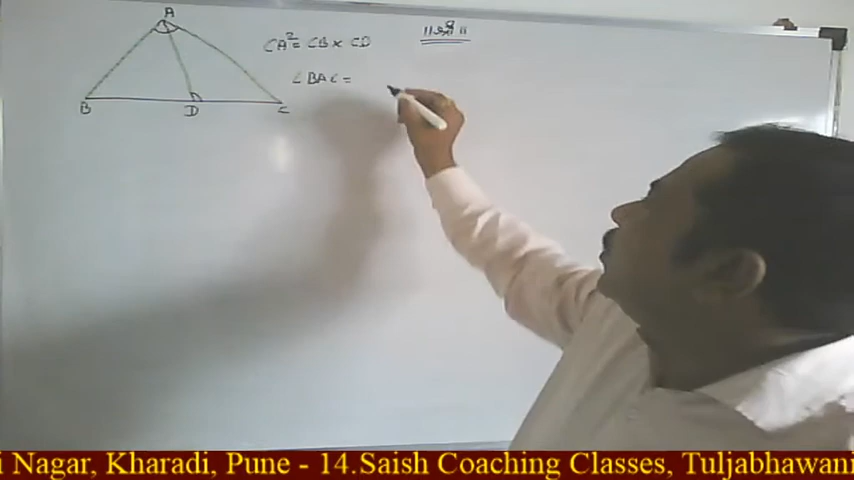 A
CA² = CB × CD
॥ श्री ॥
∠BAC =
B
D
C
i Nagar, Kharadi, Pune - 14.Saish Coaching Classes, Tuljabhawani